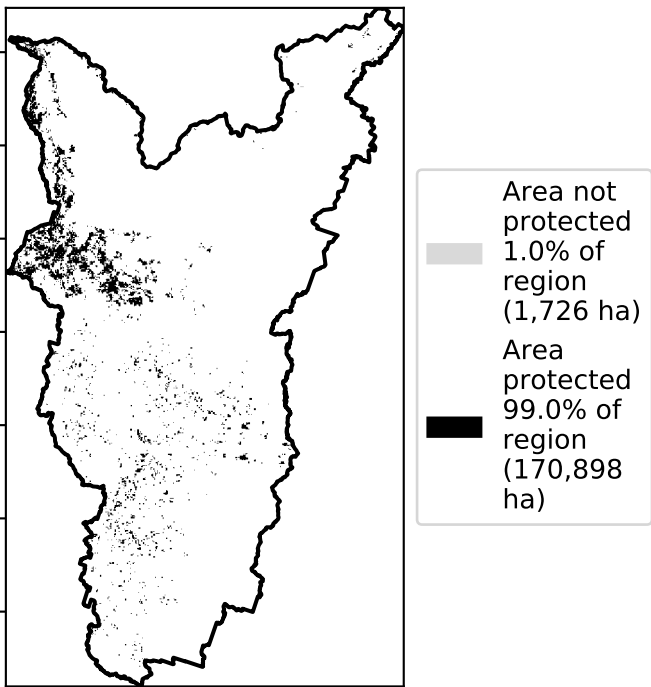 Area not
protected
1.0% of
region
(1,726 ha)
Area
protected
99.0% of
region
(170,898
ha)